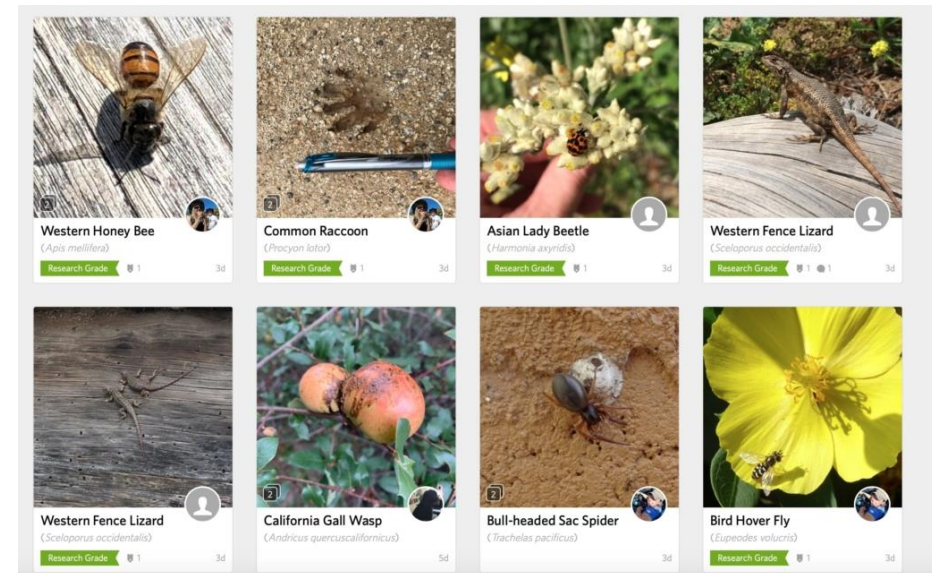 2
Western Honey Bee
(Apis mellifera)
Research Grade 1 3d
2
Common Raccoon
(Procyon lotor)
Research Grade 1 3d
Asian Lady Beetle
(Harmonia axyridis)
Research Grade 1 3d
Western Fence Lizard
(Sceloporus occidentalis)
Research Grade 1 1 3d
Western Fence Lizard
(Sceloporus occidentalis)
Research Grade 1 3d
2
California Gall Wasp
(Andricus quercuscalifornicus)
5d
2
Bull-headed Sac Spider
(Trachelas pacificus)
3d
Bird Hover Fly
(Eupeodes volucris)
Research Grade 1 3d